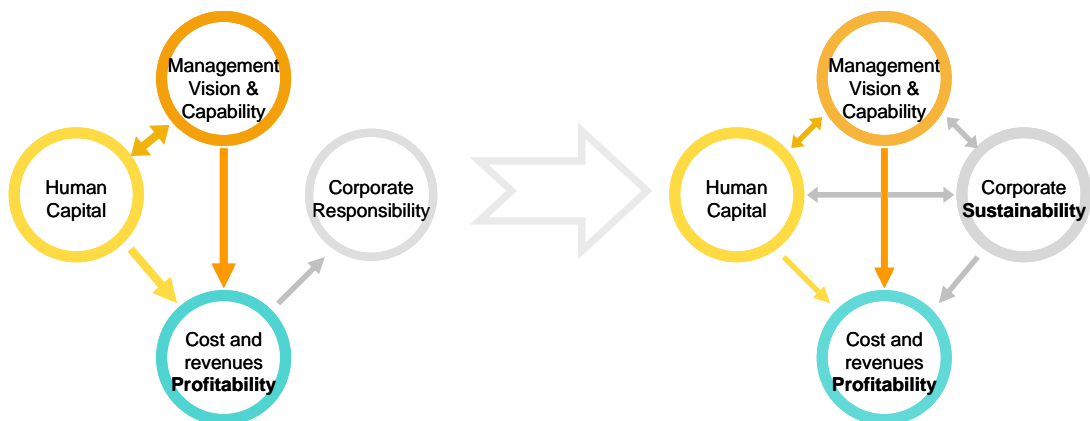 Management
Vision &
Capability
Human
Capital
Corporate
Responsibility
Cost and
revenues
Profitability
Management
Vision &
Capability
Human
Capital
Corporate
Sustainability
Cost and
revenues
Profitability